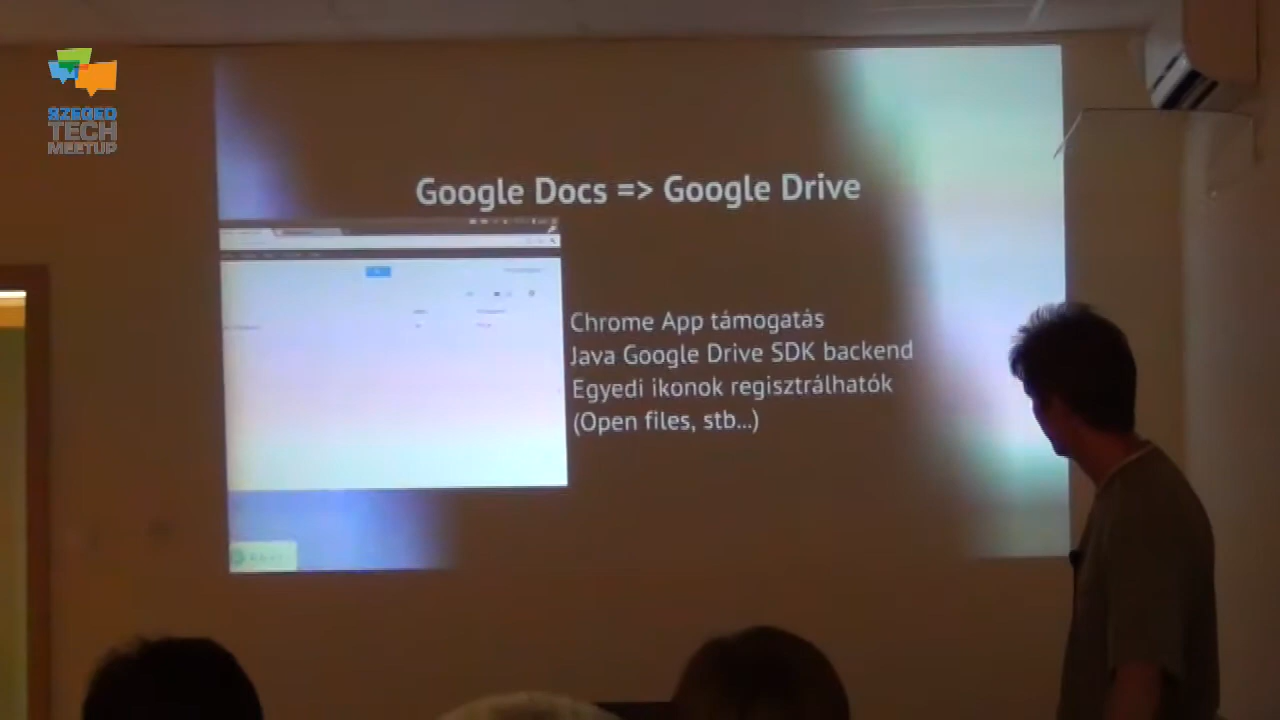 SZEGED
TECH
MEETUP
Google Docs => Google Drive
Chrome App támogatás
Java Google Drive SDK backend
Egyedi ikonok regisztrálhatók
(Open files, stb...)